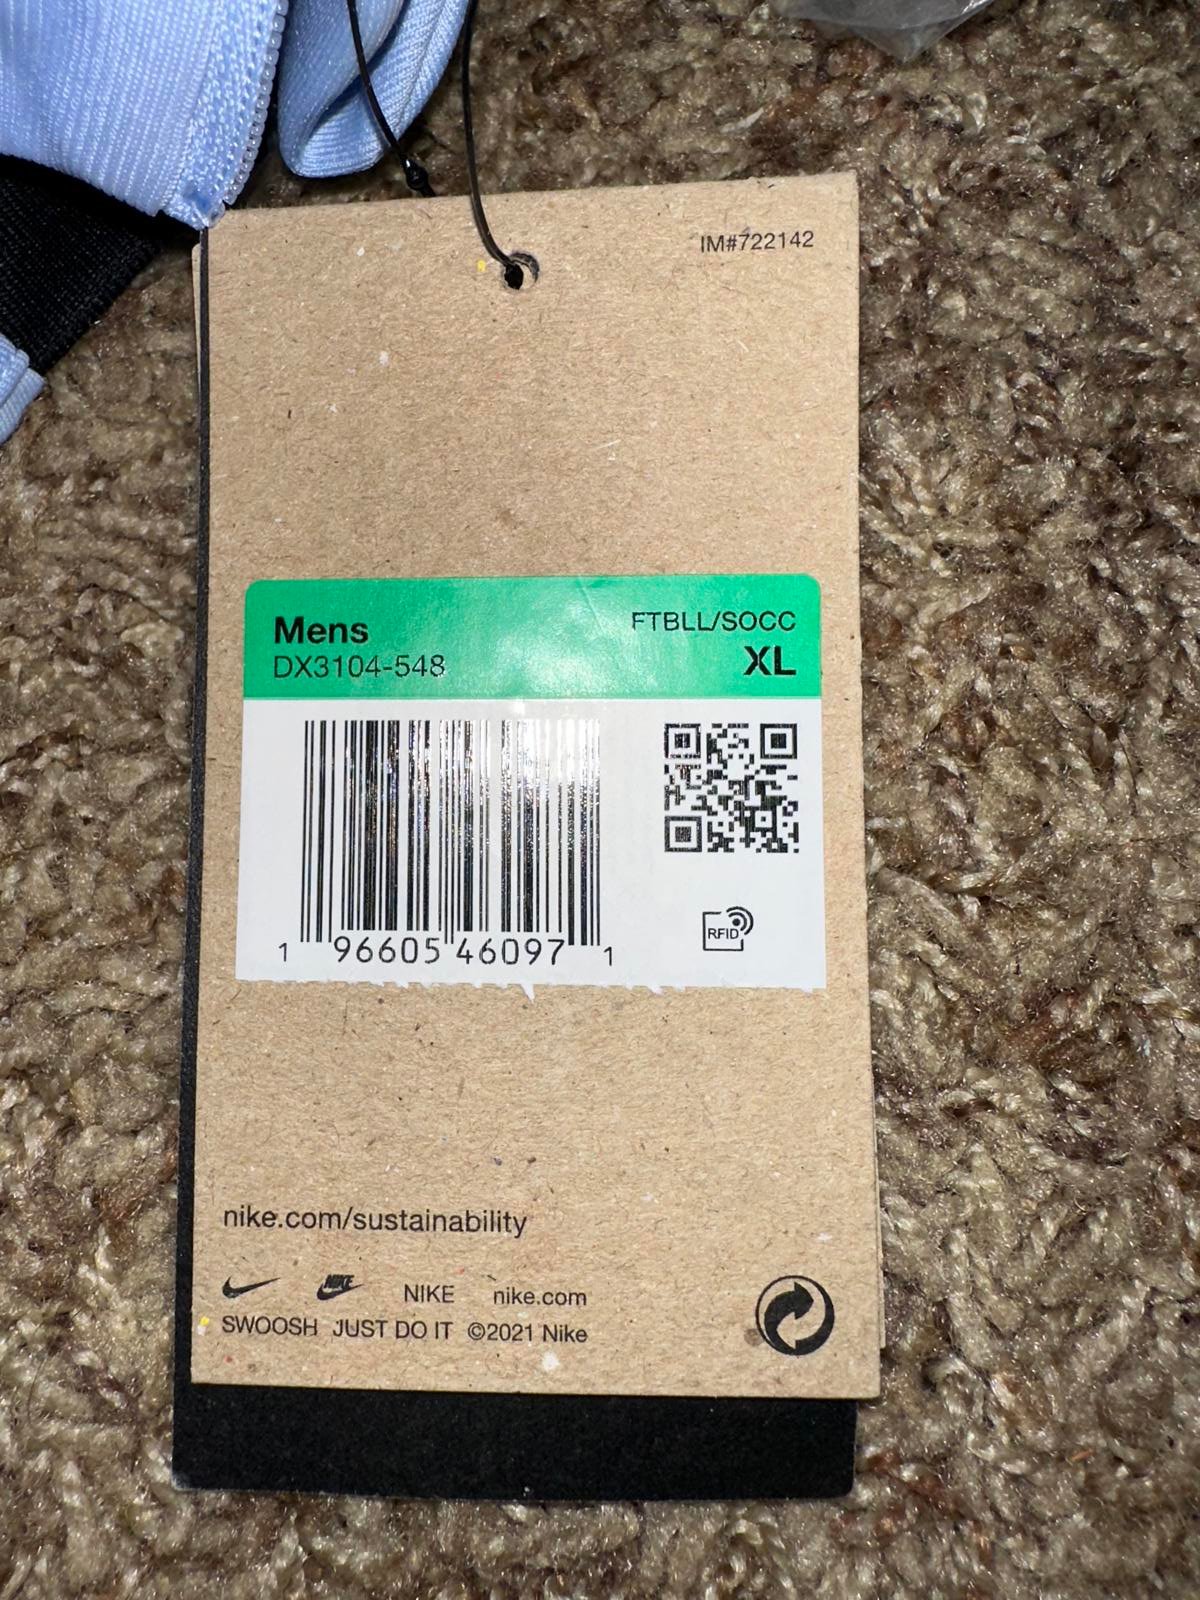 IM#722142
Mens
FTBLL/SOCC
DX3104-548
XL
1 96605 46097 1
RFID
nike.com/sustainability
NIKE NIKE nike.com
SWOOSH JUST DO IT ©2021 Nike